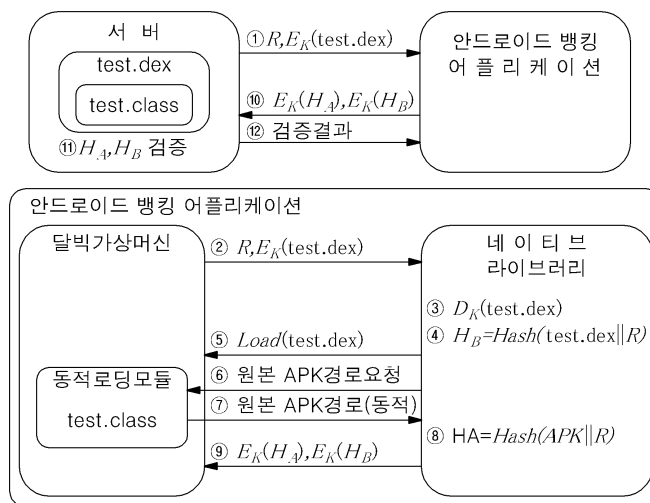 서 버
test.dex
test.class
⑪H_A,H_B 검증
①R,E_K(test.dex)
⑩ E_K(H_A),E_K(H_B)
⑫ 검증결과
안드로이드 뱅킹
어플리케이션
안드로이드 뱅킹 어플리케이션
달빅가상머신
동적로딩모듈
test.class
② R,E_K(test.dex)
⑤ Load(test.dex)
⑥ 원본 APK경로요청
⑦ 원본 APK경로(동적)
⑨ E_K(H_A),E_K(H_B)
네 이 티 브
라이브러리
③ D_K(test.dex)
④ H_B=Hash(test.dex||R)
⑧ HA=Hash(APK||R)